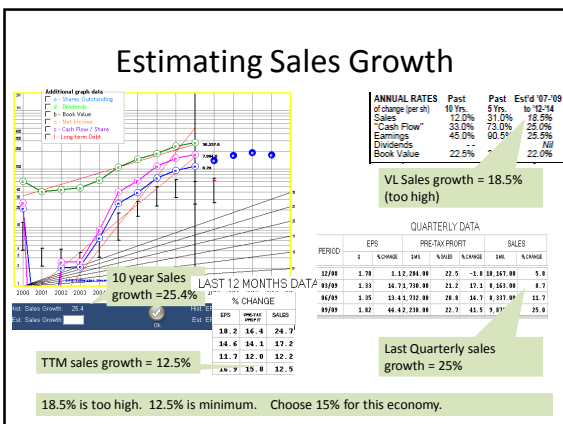 Estimating Sales Growth
Additional graph data
a - Shares Outstanding
d - Dividends
b - Book Value
n - Net Income
c - Cash Flow / Share
l - Long-term Debt
2000 2001 2002 2003 2004
10 year Sales
growth =25.4%
Hist. Sales Growth: 25.4
Est. Sales Growth:
Ok
LAST 12 MONTHS DATA
% CHANGE
EPS PRE-TAX PROFIT SALES
18.2 16.4 24.7
14.6 14.1 17.2
11.7 12.0 12.2
16.9 15.8 12.5
TTM sales growth = 12.5%
ANNUAL RATES Past Past Est'd '07-'09
of change (per sh) 10 Yrs. 5 Yrs. to '12-'14
Sales 12.0% 31.0% 18.5%
"Cash Flow" 33.0% 73.0% 25.0%
Earnings 45.0% 90.5% 25.5%
Dividends - - Nil
Book Value 22.5% 22.0%
VL Sales growth = 18.5%
(too high)
QUARTERLY DATA
PERIOD EPS PRE-TAX PROFIT SALES
$ % CHANGE $ MIL % SALES % CHANGE $ MIL % CHANGE
12/08 1.78 1.1 2,284.00 22.5 -1.8 10,167.00 5.8
03/09 1.33 14.7 1,730.00 21.2 17.1 8,163.00 8.7
06/09 1.35 13.4 1,732.00 20.8 14.7 8,337.00 11.7
09/09 1.82 44.4 2,238.00 22.7 41.5 25.0
Last Quarterly sales
growth = 25%
18.5% is too high. 12.5% is minimum. Choose 15% for this economy.